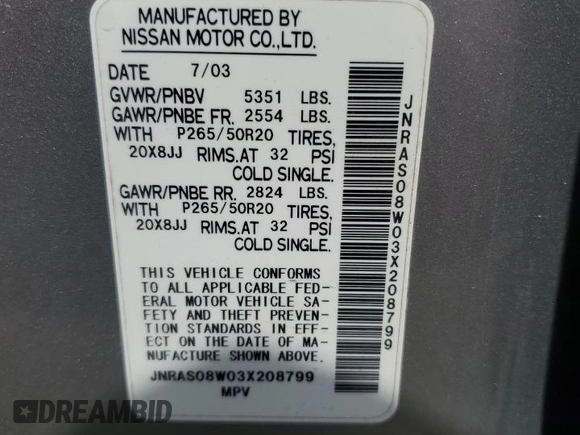 MANUFACTURED BY
NISSAN MOTOR CO.,LTD.
DATE 7/03
GVWR/PNBV 5351 LBS.
GAWR/PNBE FR. 2554 LBS.
WITH P265/50R20 TIRES,
20X8JJ RIMS.AT 32 PSI
COLD SINGLE.
GAWR/PNBE RR. 2824 LBS.
WITH P265/50R20 TIRES,
20X8JJ RIMS.AT 32 PSI
COLD SINGLE.
THIS VEHICLE CONFORMS
TO ALL APPLICABLE FED-
ERAL MOTOR VEHICLE SA-
FETY AND THEFT PREVEN-
TION STANDARDS IN EFF-
ECT ON THE DATE OF MA-
NUFACTURE SHOWN ABOVE.
JNRAS08W03X208799
MPV
JNRAS08W03X208799
DREAMBID